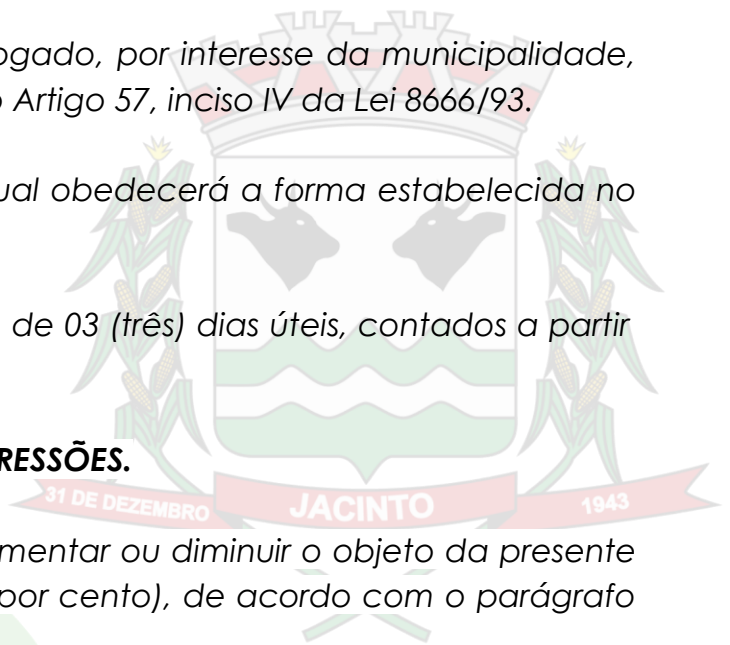 ogado, por interesse da municipalidade,
o Artigo 57, inciso IV da Lei 8666/93.
ual obedecerá a forma estabelecida no
de 03 (três) dias úteis, contados a partir
RESSÕES.
31 DE DEZEMBRO JACINTO 1943
mentar ou diminuir o objeto da presente
por cento), de acordo com o parágrafo